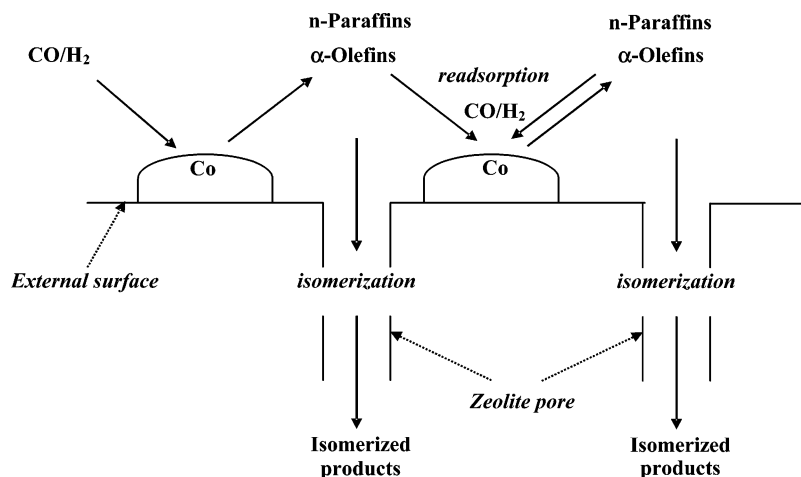 n-Paraffins
α-Olefins
CO/H₂
n-Paraffins
α-Olefins
readsorption
CO/H₂
Co
Co
External surface
isomerization
isomerization
Zeolite pore
Isomerized
products
Isomerized
products